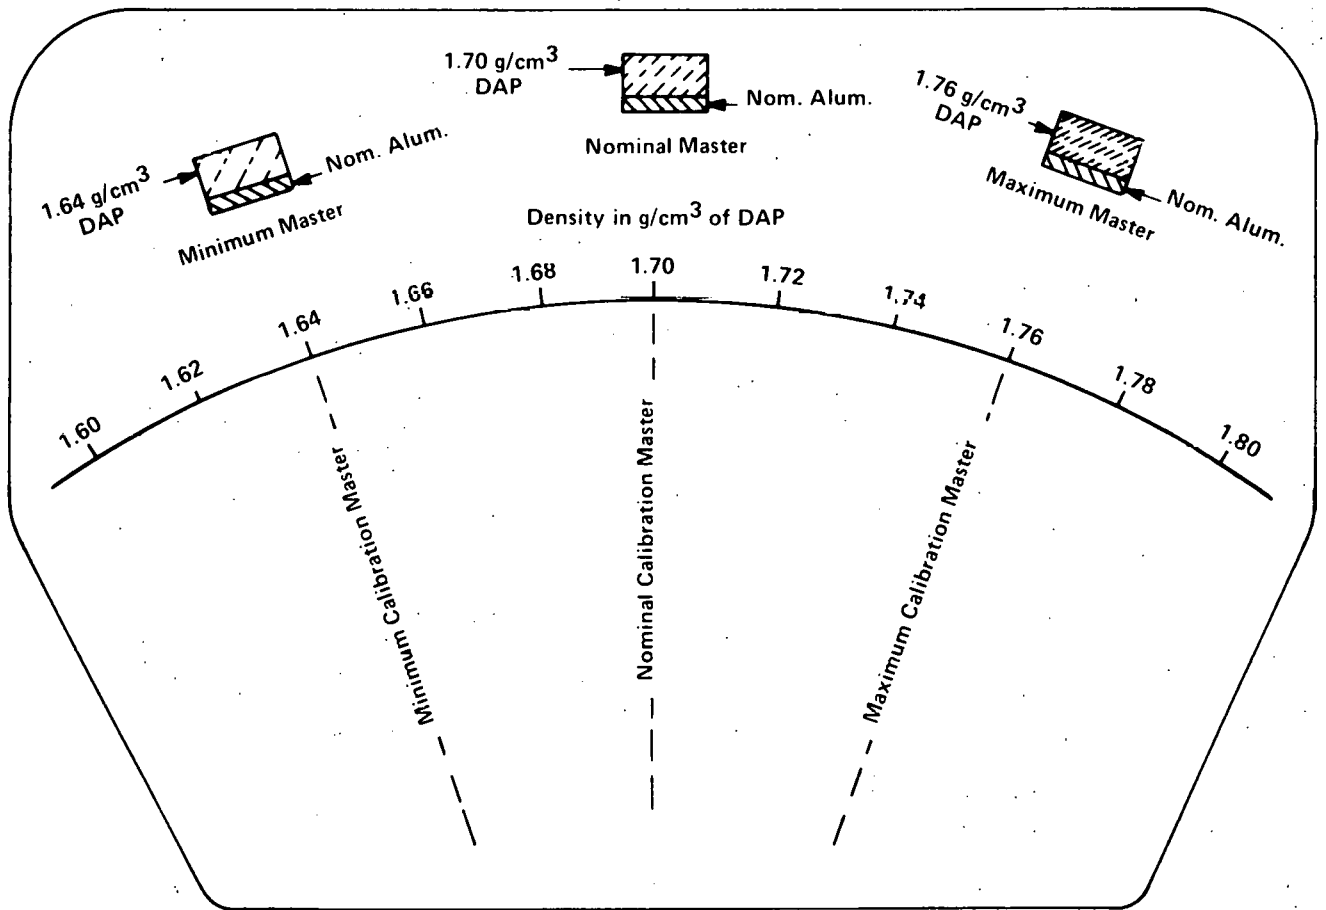 1.70 g/cm³
DAP
Nom. Alum.
Nominal Master
1.76 g/cm³
DAP
Nom. Alum.
Maximum Master
1.64 g/cm³
DAP
Nom. Alum.
Minimum Master
Density in g/cm³ of DAP
1.60
1.62
1.64
1.66
1.68
1.70
1.72
1.74
1.76
1.78
1.80
Minimum Calibration Master
Nominal Calibration Master
Maximum Calibration Master